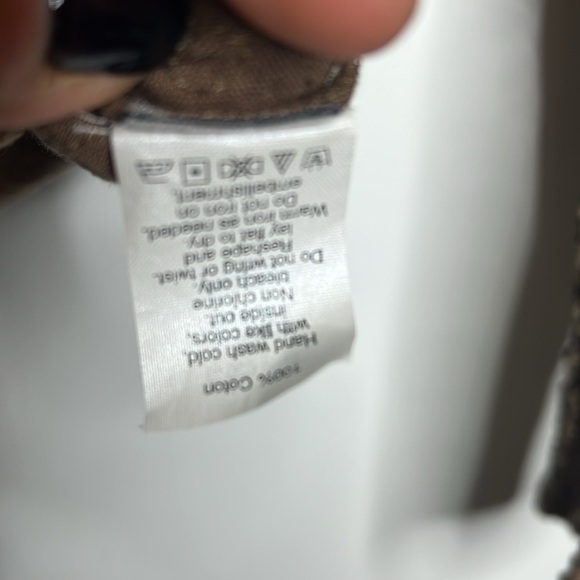 100% Coton
Hand wash cold,
with like colors,
inside out.
Non chlorine
bleach only.
Do not wring or twist.
Reshape and
lay flat to dry.
Warm iron as needed.
Do not iron on
embellishment.